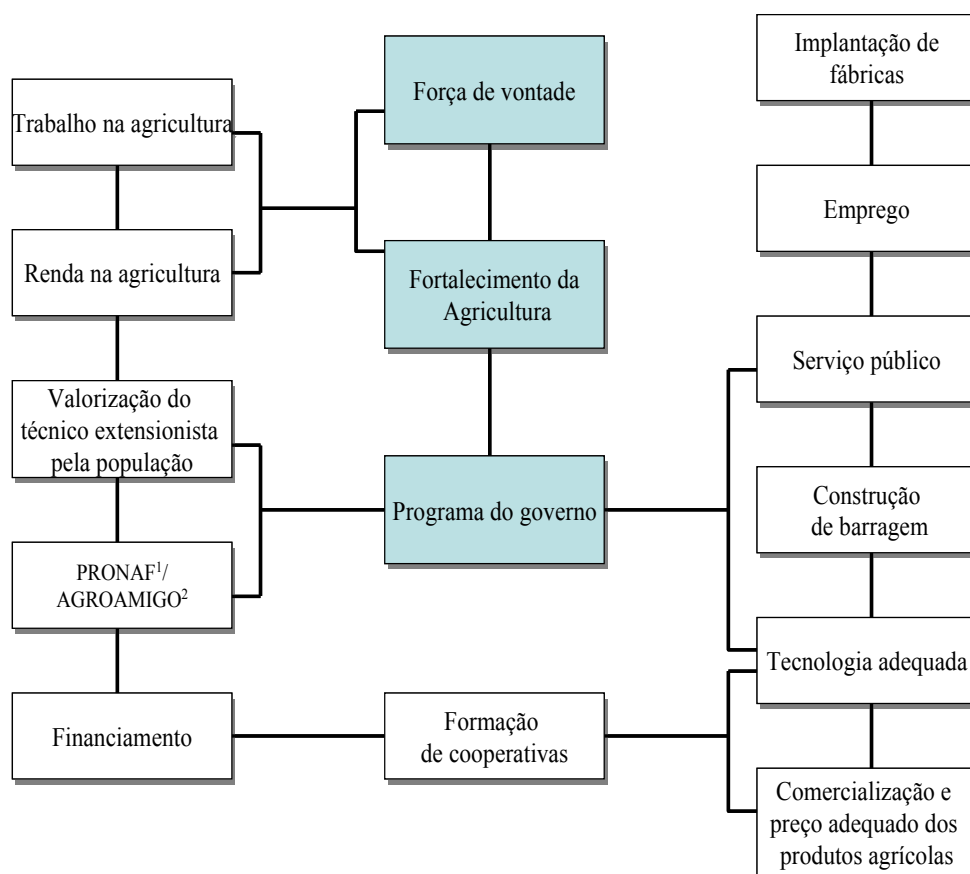 Trabalho na agricultura
Renda na agricultura
Valorização do
técnico extensionista
pela população
PRONAF¹/
AGROAMIGO²
Financiamento
Força de vontade
Fortalecimento da
Agricultura
Programa do governo
Formação
de cooperativas
Implantação de
fábricas
Emprego
Serviço público
Construção
de barragem
Tecnologia adequada
Comercialização e
preço adequado dos
produtos agrícolas